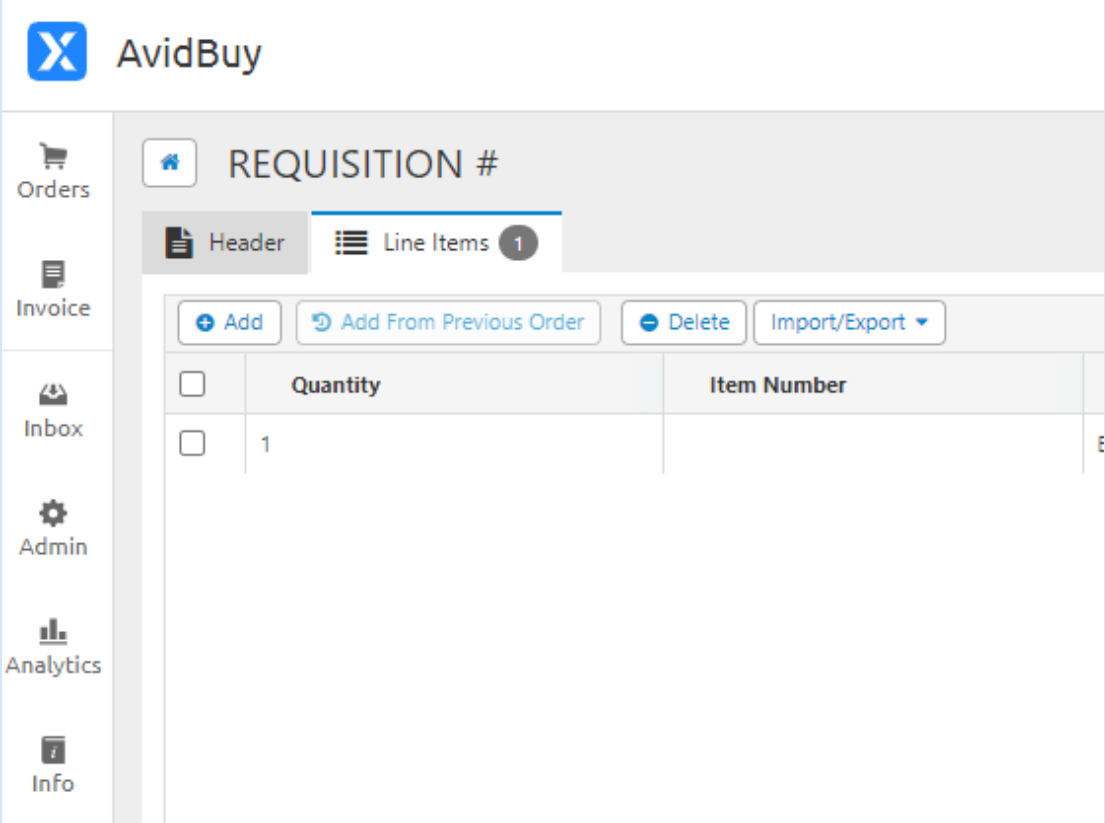 AvidBuy
Orders
Invoice
Inbox
Admin
Analytics
Info
REQUISITION #
Header
Line Items 1
Add
Add From Previous Order
Delete
Import/Export
Quantity
Item Number
1